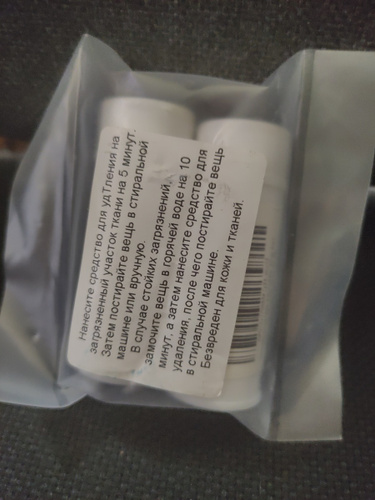 Нанесите средство для удТления на
загрязненный участок ткани на 5 минут.
Затем постирайте вещь в стиральной
машине или вручную.
В случае стойких загрязнений,
замочите вещь в горячей воде на 10
минут. а затем нанесите средство для
удаления, после чего постирайте вещь
в стиральной машине.
Безвреден для кожи и тканей.